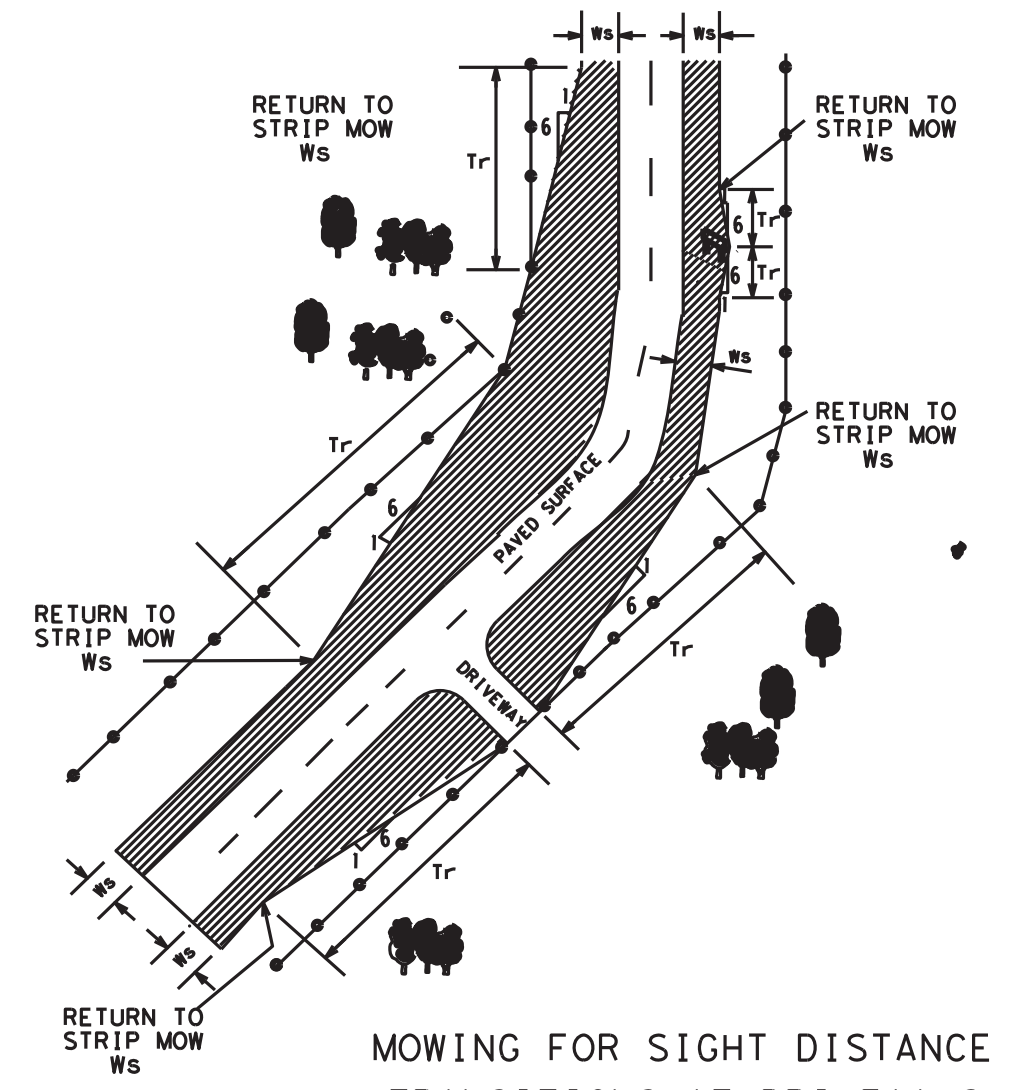 Ws
Ws
RETURN TO
STRIP MOW
Ws
1
6
Tr
RETURN TO
STRIP MOW
Ws
6
Tr
6
Tr
1
Ws
RETURN TO
STRIP MOW
Ws
Tr
6
1
PAVED SURFACE
1
6
Tr
RETURN TO
STRIP MOW
Ws
DRIVEWAY
6
1
Tr
Ws
Ws
RETURN TO
STRIP MOW
Ws
MOWING FOR SIGHT DISTANCE